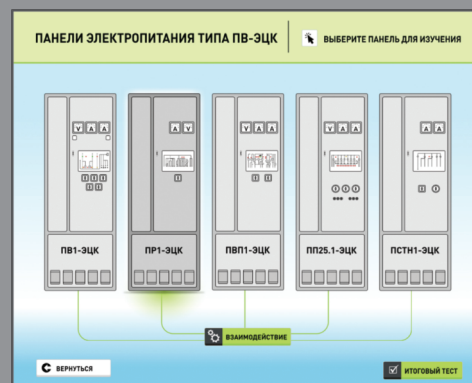 ПАНЕЛИ ЭЛЕКТРОПИТАНИЯ ТИПА ПВ-ЭЦК
ВЫБЕРИТЕ ПАНЕЛЬ ДЛЯ ИЗУЧЕНИЯ
V A A
A V
V A A
V A A
A A
ПВ1-ЭЦК
ПР1-ЭЦК
ПВП1-ЭЦК
ПП25.1-ЭЦК
ПСТН1-ЭЦК
ВЗАИМОДЕЙСТВИЕ
ВЕРНУТЬСЯ
ИТОГОВЫЙ ТЕСТ